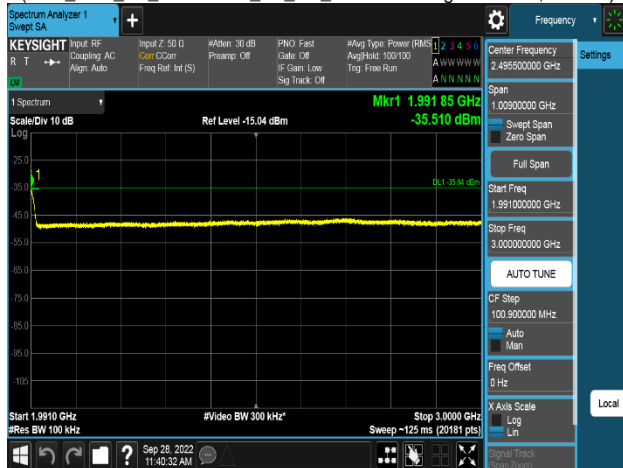 Spectrum Analyzer 1
Swept SA
+
Frequency
KEYSIGHT
R T
Input: RF
Coupling: AC
Align: Auto
Input Z: 50 Ω
Corr CCorr
Freq Ref: Int (S)
#Atten: 30 dB
Preamp: Off
PNO: Fast
Gate: Off
IF Gain: Low
Sig Track: Off
#Avg Type: Power (RMS
Avg|Hold: 100/100
Trig: Free Run
1 2 3 4 5 6
A WWWWW
A N N N N N
1 Spectrum
Scale/Div 10 dB
Log
Ref Level -15.04 dBm
Mkr1 1.991 85 GHz
-35.510 dBm
1
DL1 -35.04 dBm
-25.0
-35.0
-45.0
-55.0
-65.0
-75.0
-85.0
-95.0
-105
Start 1.9910 GHz
#Res BW 100 kHz
#Video BW 300 kHz*
Stop 3.0000 GHz
Sweep ~125 ms (20181 pts)
Center Frequency
2.495500000 GHz
Span
1.00900000 GHz
Swept Span
Zero Span
Full Span
Start Freq
1.991000000 GHz
Stop Freq
3.000000000 GHz
AUTO TUNE
CF Step
100.900000 MHz
Auto
Man
Freq Offset
0 Hz
X Axis Scale
Log
Lin
Signal Track
(Span Zoom)
Settings
Local
?
Sep 28, 2022
11:40:32 AM